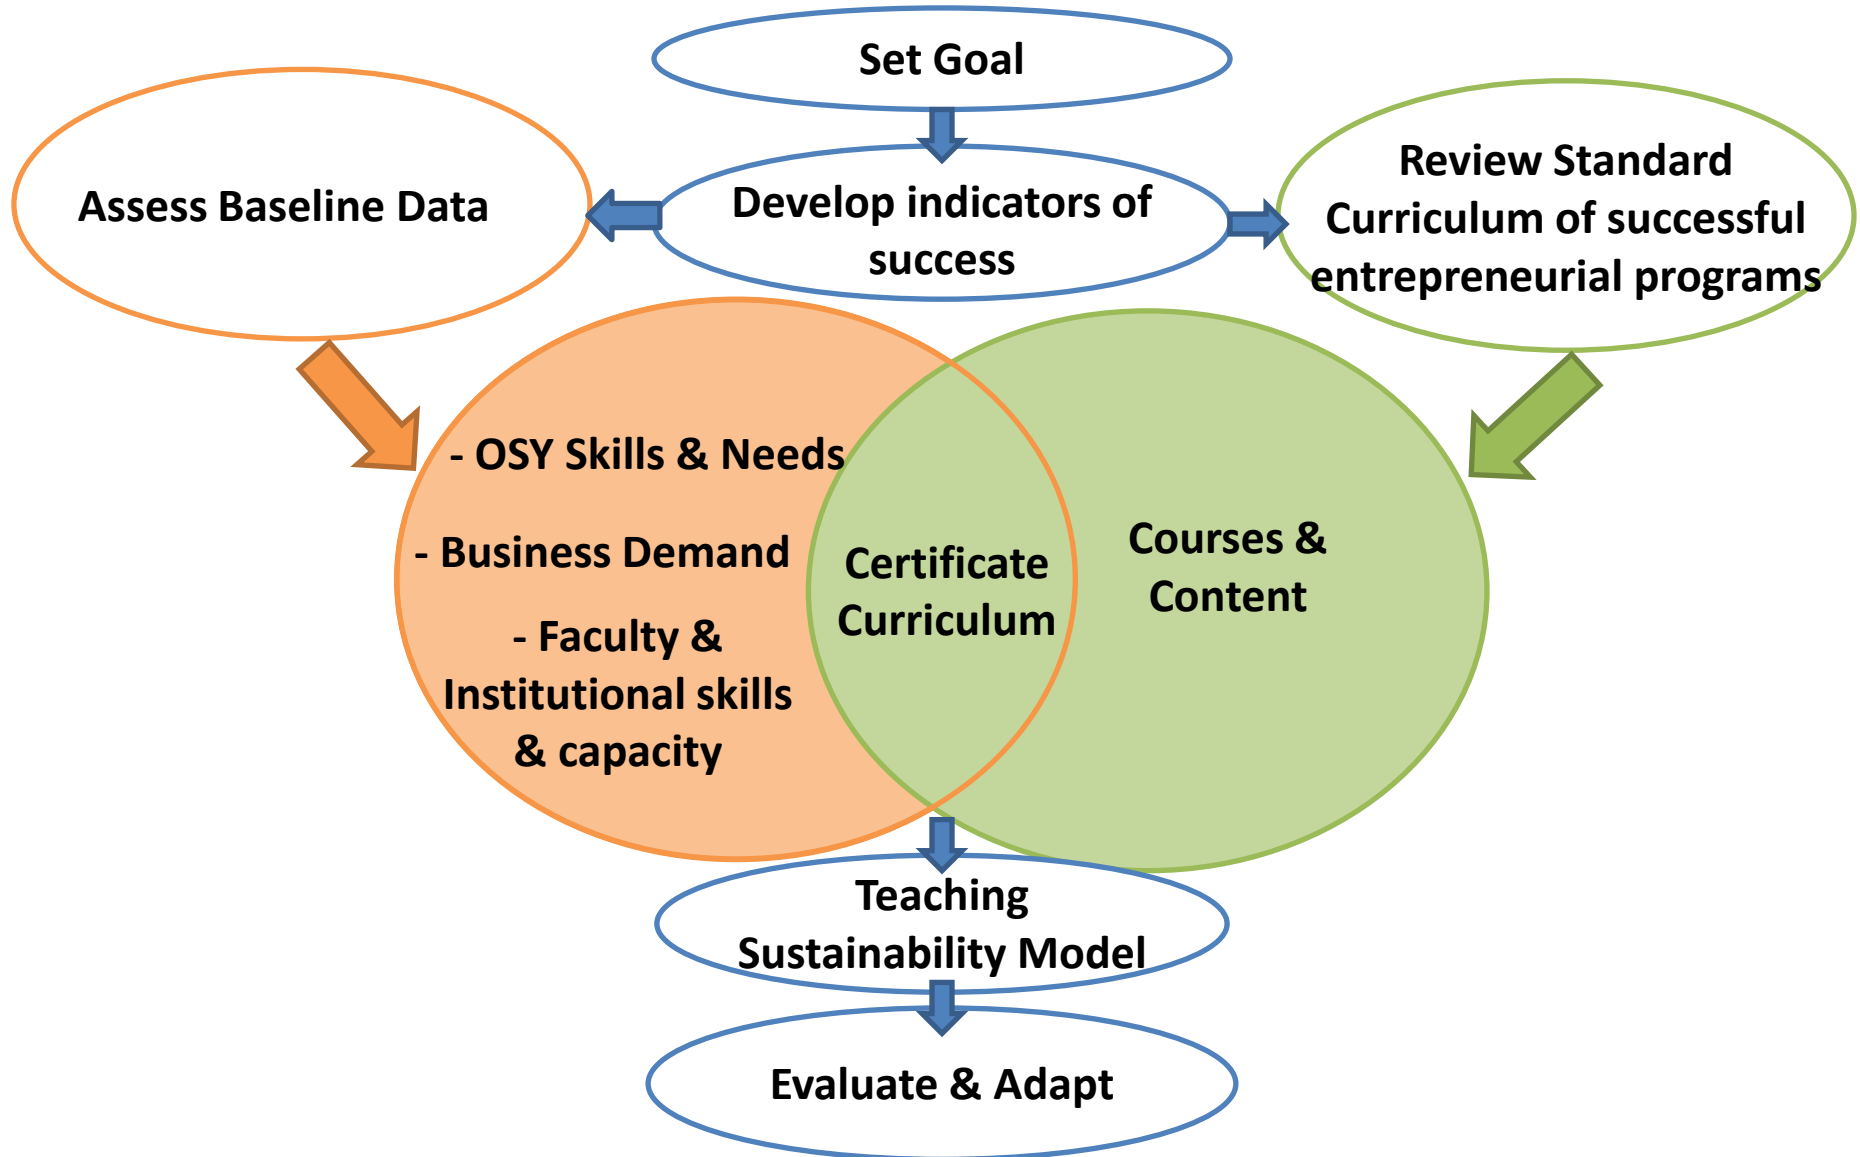 Set Goal
Assess Baseline Data
Develop indicators of
success
Review Standard
Curriculum of successful
entrepreneurial programs
- OSY Skills & Needs
- Business Demand
- Faculty &
Institutional skills
& capacity
Certificate
Curriculum
Courses &
Content
Teaching
Sustainability Model
Evaluate & Adapt